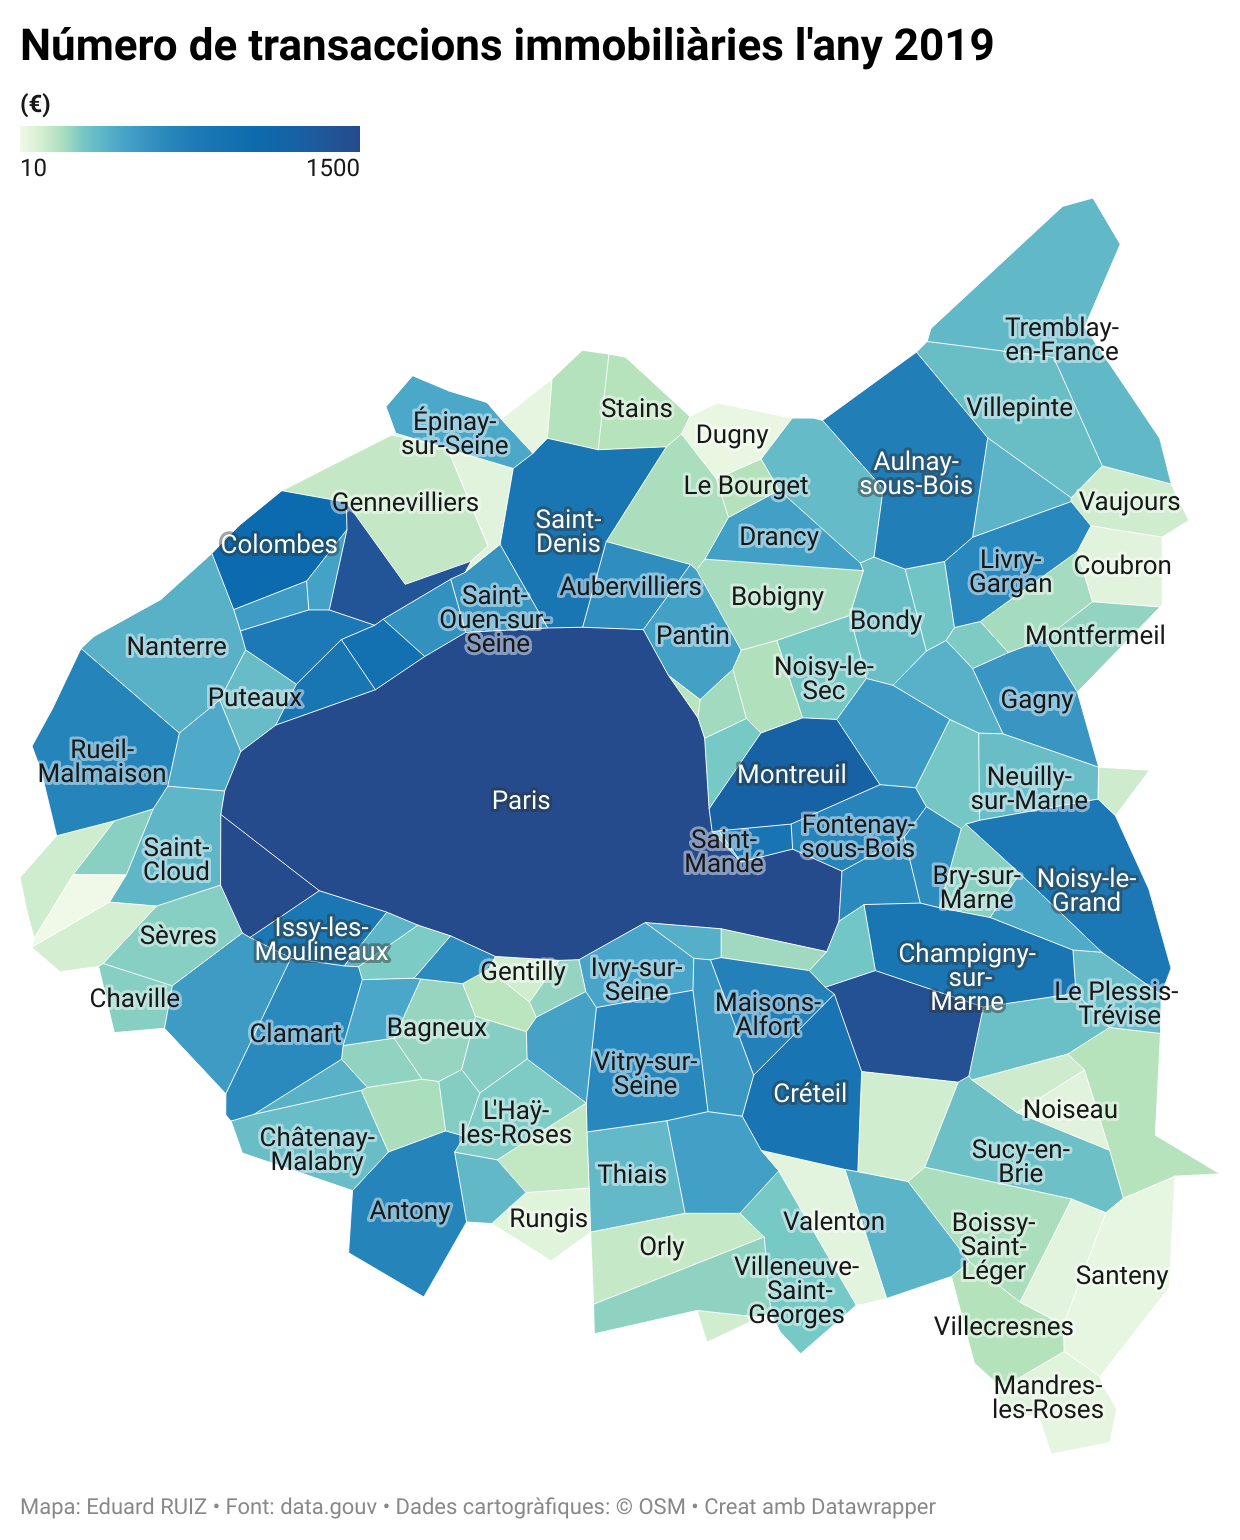 Número de transaccions immobiliàries l'any 2019
(€)
10
1500
Tremblay-
en-France
Villepinte
Stains
Épinay-
sur-Seine
Dugny
Aulnay-
sous-Bois
Le Bourget
Vaujours
Gennevilliers
Saint-
Denis
Drancy
Colombes
Livry-
Gargan
Coubron
Aubervilliers
Bobigny
Saint-
Ouen-sur-
Seine
Bondy
Pantin
Montfermeil
Nanterre
Noisy-le-
Sec
Puteaux
Gagny
Rueil-
Malmaison
Montreuil
Neuilly-
sur-Marne
Paris
Fontenay-
sous-Bois
Saint-
Mandé
Saint-
Cloud
Bry-sur-
Marne
Noisy-le-
Grand
Sèvres
Issy-les-
Moulineaux
Champigny-
sur-
Marne
Gentilly
Ivry-sur-
Seine
Chaville
Le Plessis-
Trévise
Maisons-
Alfort
Clamart
Bagneux
Vitry-sur-
Seine
Créteil
L'Haÿ-
les-Roses
Noiseau
Châtenay-
Malabry
Sucy-en-
Brie
Thiais
Antony
Rungis
Valenton
Boissy-
Saint-
Léger
Orly
Villeneuve-
Saint-
Georges
Santeny
Villecresnes
Mandres-
les-Roses
Mapa: Eduard RUIZ • Font: data.gouv • Dades cartogràfiques: © OSM • Creat amb Datawrapper